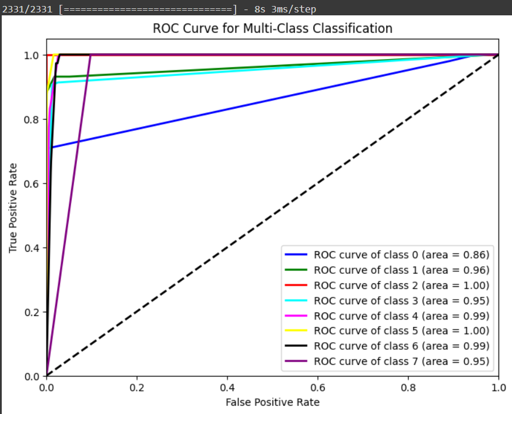 2331/2331 [==============================] - 8s 3ms/step
ROC Curve for Multi-Class Classification
1.0
0.8
0.6
0.4
0.2
0.0
True Positive Rate
ROC curve of class 0 (area = 0.86)
ROC curve of class 1 (area = 0.96)
ROC curve of class 2 (area = 1.00)
ROC curve of class 3 (area = 0.95)
ROC curve of class 4 (area = 0.99)
ROC curve of class 5 (area = 1.00)
ROC curve of class 6 (area = 0.99)
ROC curve of class 7 (area = 0.95)
0.0 0.2 0.4 0.6 0.8 1.0
False Positive Rate